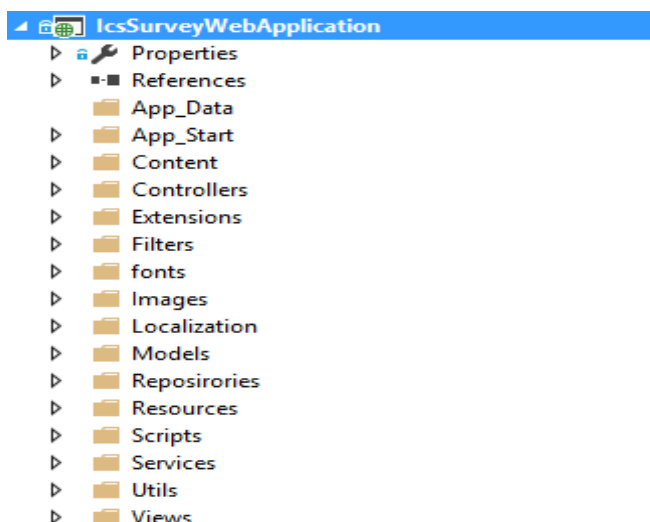 IcsSurveyWebApplication
Properties
References
App_Data
App_Start
Content
Controllers
Extensions
Filters
fonts
Images
Localization
Models
Reposirories
Resources
Scripts
Services
Utils
Views